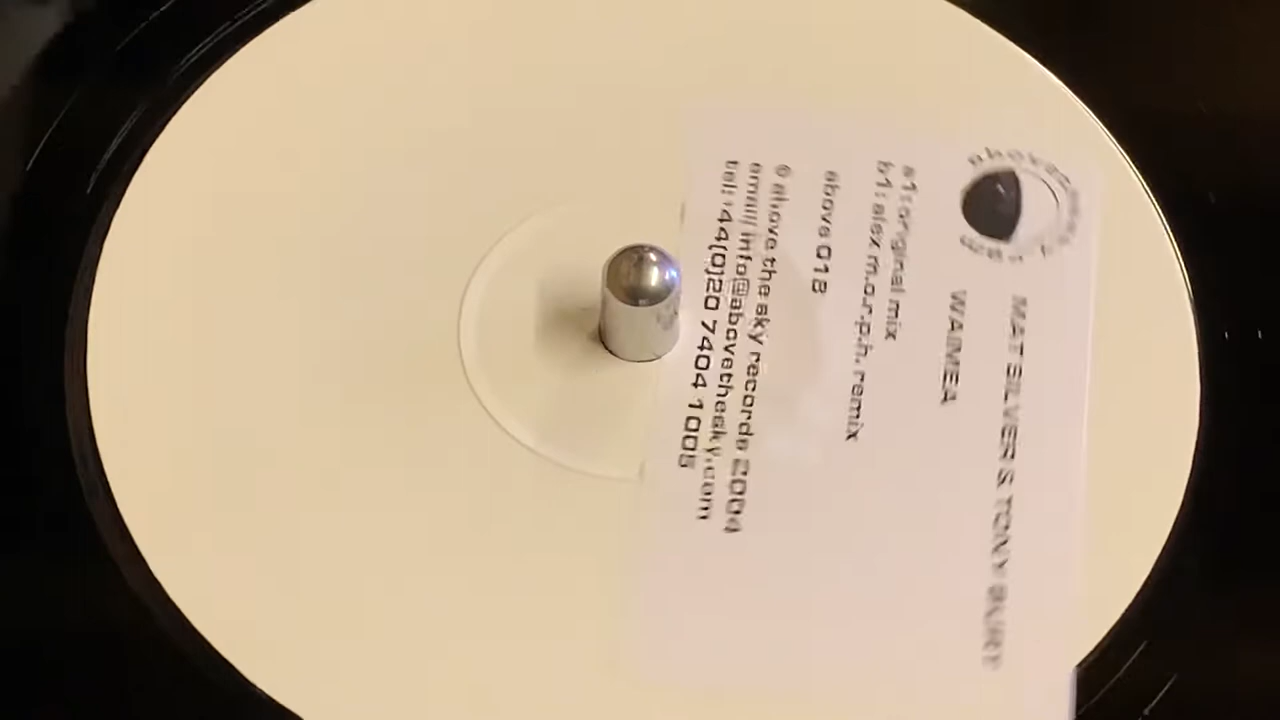 MAT SILVER & TONY BURT
WAIMEA
a1: original mix
b1: alex m.o.r.p.h. remix
above 018
© above the sky records 2004
email/ info@abovethesky.com
tel: +44(0)20 7404 1008